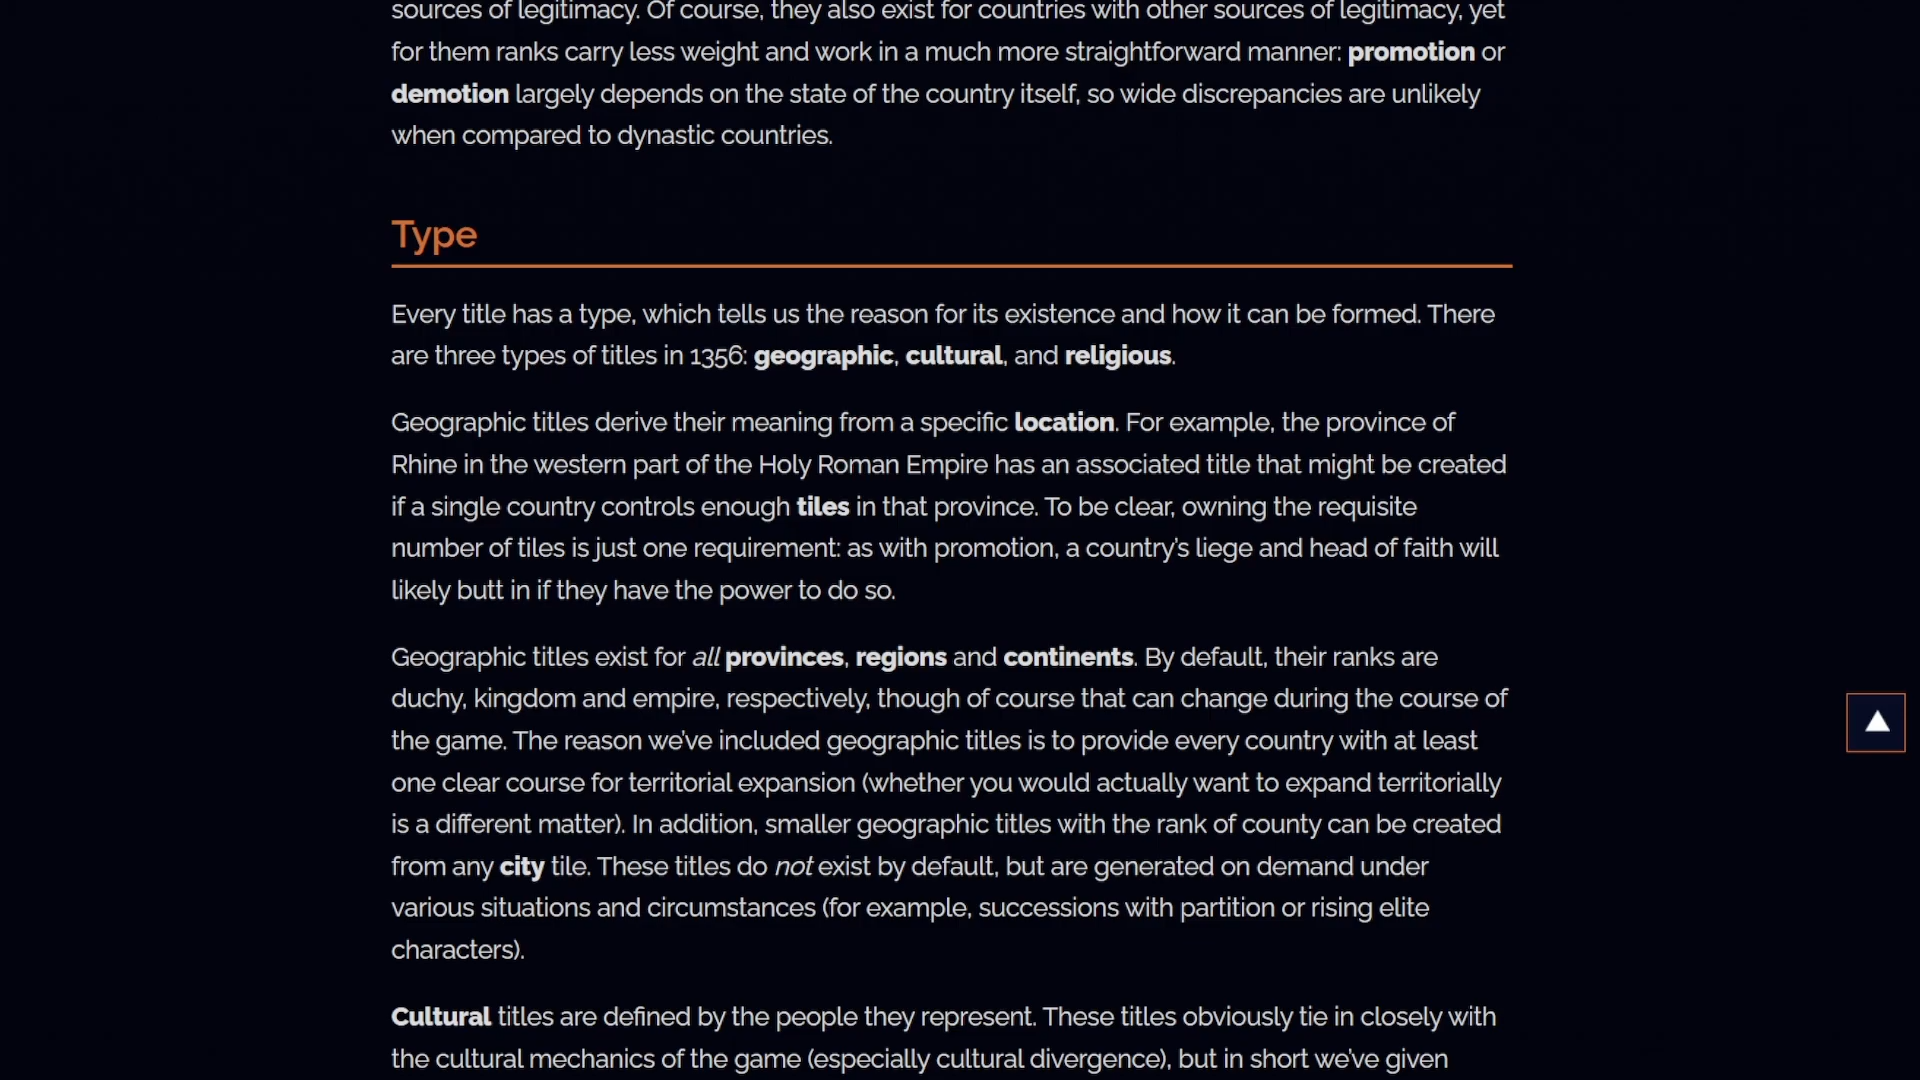 sources of legitimacy. Of course, they also exist for countries with other sources of legitimacy, yet
for them ranks carry less weight and work in a much more straightforward manner: promotion or
demotion largely depends on the state of the country itself, so wide discrepancies are unlikely
when compared to dynastic countries.
Type
Every title has a type, which tells us the reason for its existence and how it can be formed. There
are three types of titles in 1356: geographic, cultural, and religious.
Geographic titles derive their meaning from a specific location. For example, the province of
Rhine in the western part of the Holy Roman Empire has an associated title that might be created
if a single country controls enough tiles in that province. To be clear, owning the requisite
number of tiles is just one requirement: as with promotion, a country's liege and head of faith will
likely butt in if they have the power to do so.
Geographic titles exist for all provinces, regions and continents. By default, their ranks are
duchy, kingdom and empire, respectively, though of course that can change during the course of
the game. The reason we've included geographic titles is to provide every country with at least
one clear course for territorial expansion (whether you would actually want to expand territorially
is a different matter). In addition, smaller geographic titles with the rank of county can be created
from any city tile. These titles do not exist by default, but are generated on demand under
various situations and circumstances (for example, successions with partition or rising elite
characters).
Cultural titles are defined by the people they represent. These titles obviously tie in closely with
the cultural mechanics of the game (especially cultural divergence), but in short we've given